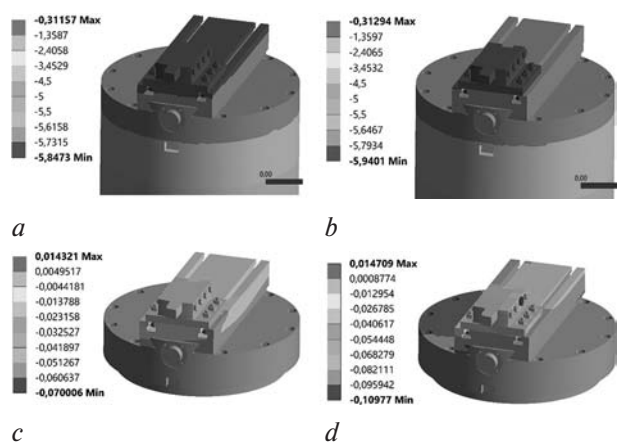 -0,31157 Max
-1,3587
-2,4058
-3,4529
-4,5
-5
-5,5
-5,6158
-5,7315
-5,8473 Min
0.00
a
-0,31294 Max
-1,3597
-2,4065
-3,4532
-4,5
-5
-5,5
-5,6467
-5,7934
-5,9401 Min
0.00
b
0,014321 Max
0,0049517
-0,0044181
-0,013788
-0,023158
-0,032527
-0,041897
-0,051267
-0,060637
-0,070006 Min
c
0,014709 Max
0,0008774
-0,012954
-0,026785
-0,040617
-0,054448
-0,068279
-0,082111
-0,095942
-0,10977 Min
d